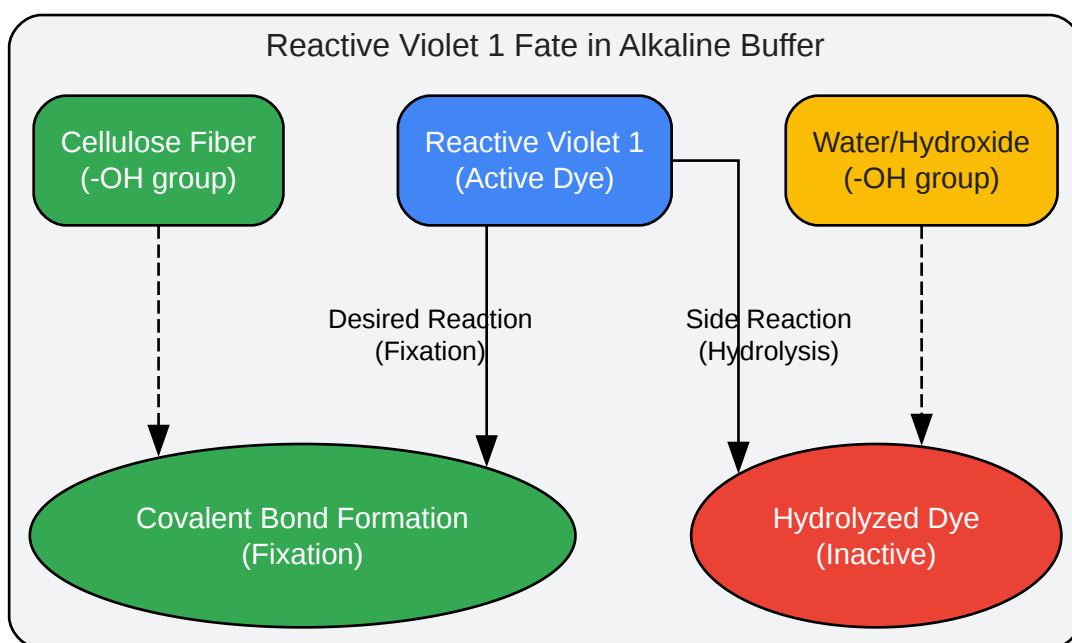 Reactive Violet 1 Fate in Alkaline Buffer
Cellulose Fiber
(-OH group)
Reactive Violet 1
(Active Dye)
Water/Hydroxide
(-OH group)
Desired Reaction
(Fixation)
Side Reaction
(Hydrolysis)
Covalent Bond Formation
(Fixation)
Hydrolyzed Dye
(Inactive)